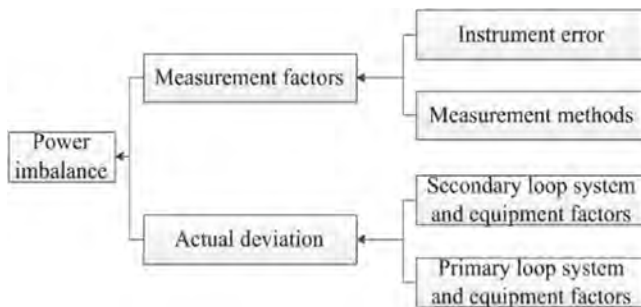 Instrument error
Measurement factors
Measurement methods
Power
imbalance
Secondary loop system
and equipment factors
Actual deviation
Primary loop system
and equipment factors